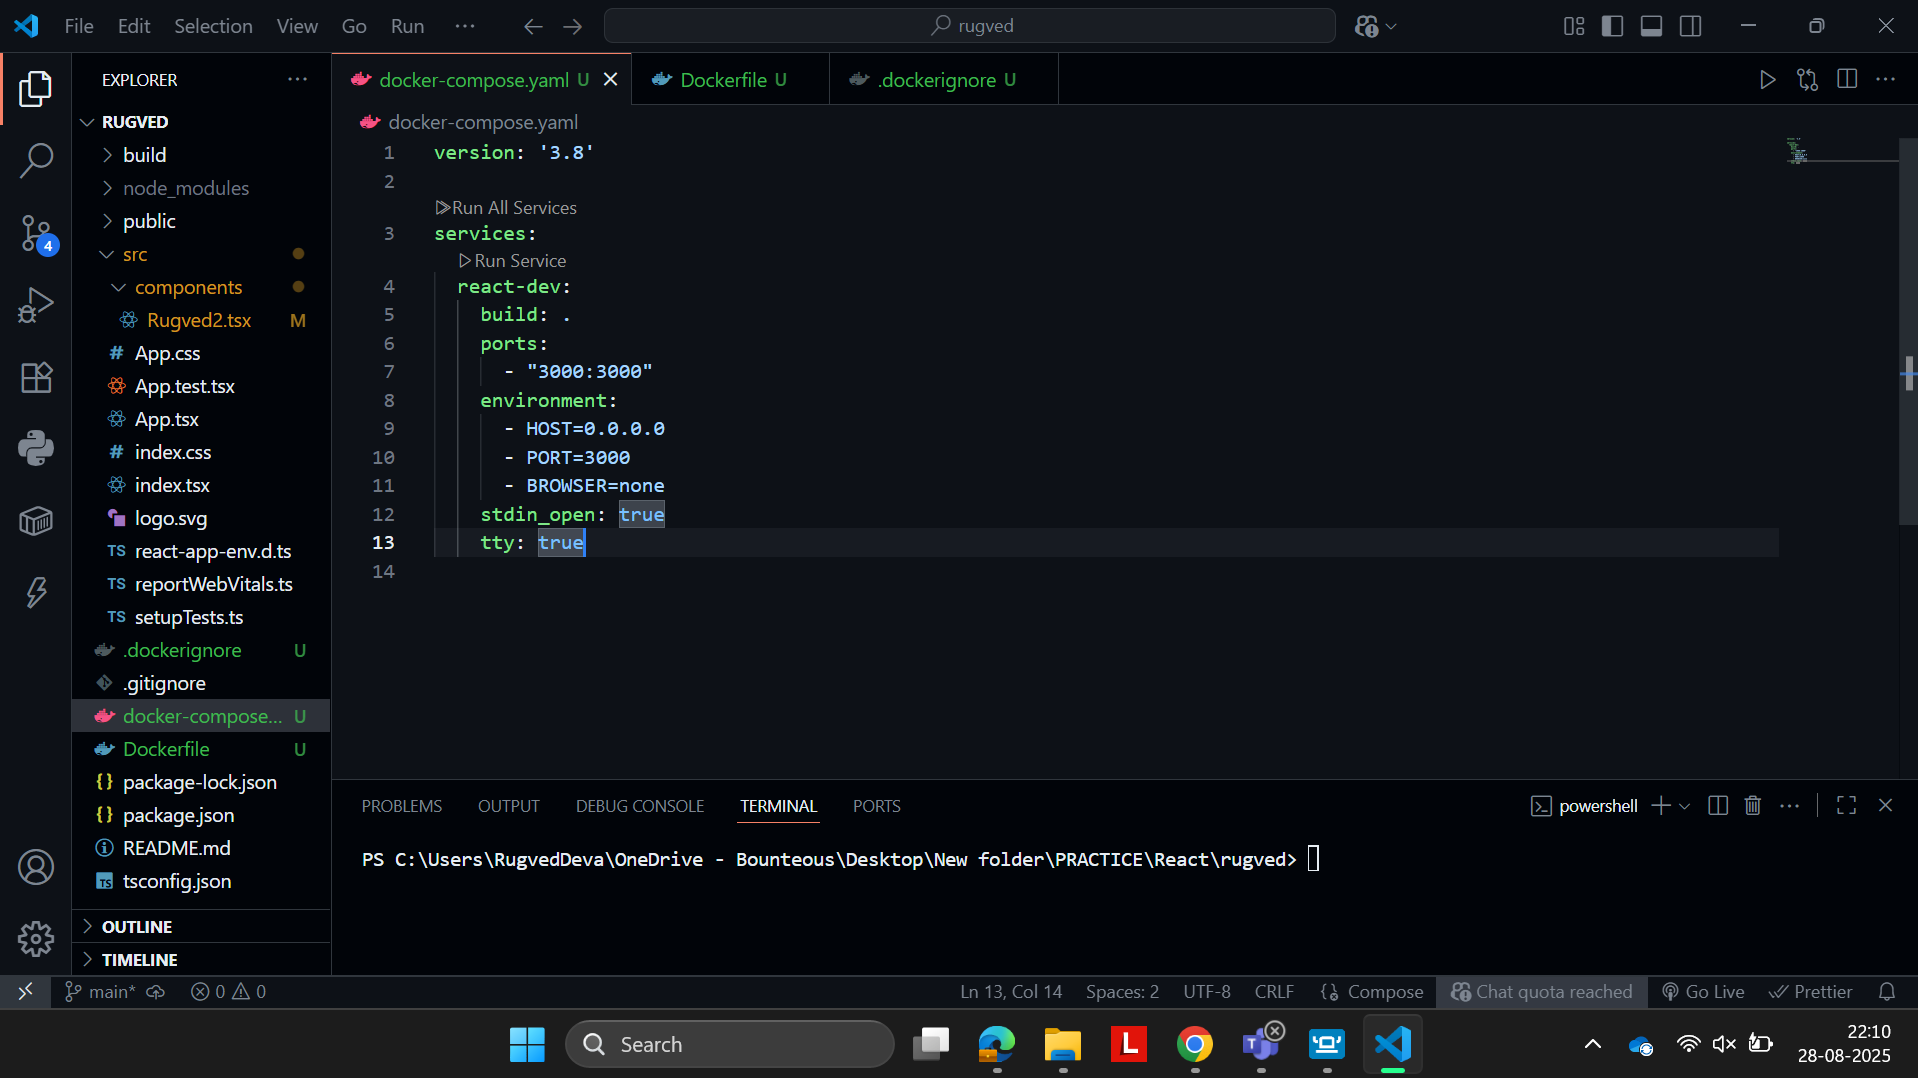 File Edit Selection View Go Run ···
rugved
EXPLORER
RUGVED
build
node_modules
public
src
components
Rugved2.tsx M
# App.css
App.test.tsx
App.tsx
# index.css
index.tsx
logo.svg
TS react-app-env.d.ts
TS reportWebVitals.ts
TS setupTests.ts
.dockerignore U
.gitignore
docker-compose... U
Dockerfile U
{} package-lock.json
{} package.json
README.md
TS tsconfig.json
OUTLINE
TIMELINE
4
docker-compose.yaml U
Dockerfile U
.dockerignore U
docker-compose.yaml
1 version: '3.8'
2
Run All Services
3 services:
Run Service
4 react-dev:
5 build: .
6 ports:
7 - "3000:3000"
8 environment:
9 - HOST=0.0.0.0
10 - PORT=3000
11 - BROWSER=none
12 stdin_open: true
13 tty: true
14
PROBLEMS OUTPUT DEBUG CONSOLE TERMINAL PORTS
powershell
PS C:\Users\RugvedDeva\OneDrive - Bounteous\Desktop\New folder\PRACTICE\React\rugved>
main* 0 0
Ln 13, Col 14 Spaces: 2 UTF-8 CRLF Compose Chat quota reached Go Live Prettier
Search
L
T
22:10
28-08-2025